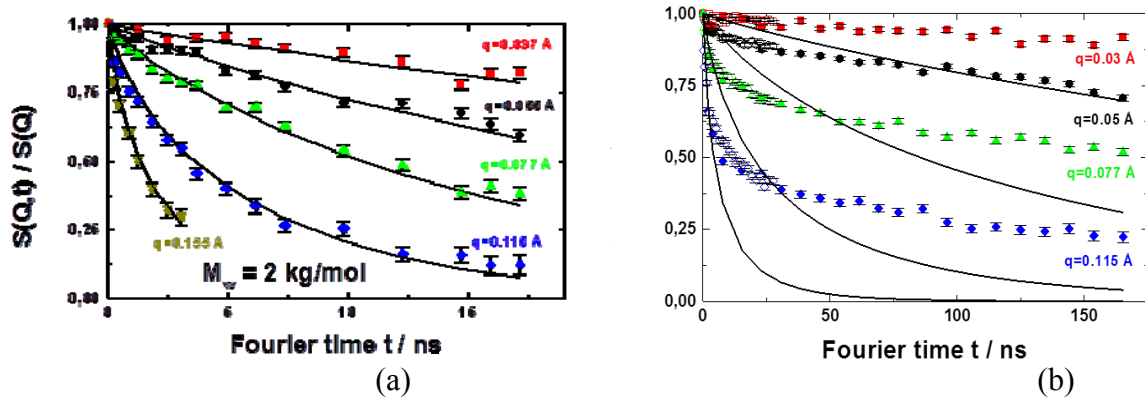 1,00
0,75
0,50
0,25
0,00
S(Q,t) / S(Q)
q=0.037 Å
q=0.055 Å
q=0.077 Å
q=0.115 Å
q=0.155 Å
M_w = 2 kg/mol
0 5 10 15
Fourier time t / ns
(a)
1,00
0,75
0,50
0,25
0,00
q=0.03 Å
q=0.05 Å
q=0.077 Å
q=0.115 Å
0 50 100 150
Fourier time t / ns
(b)